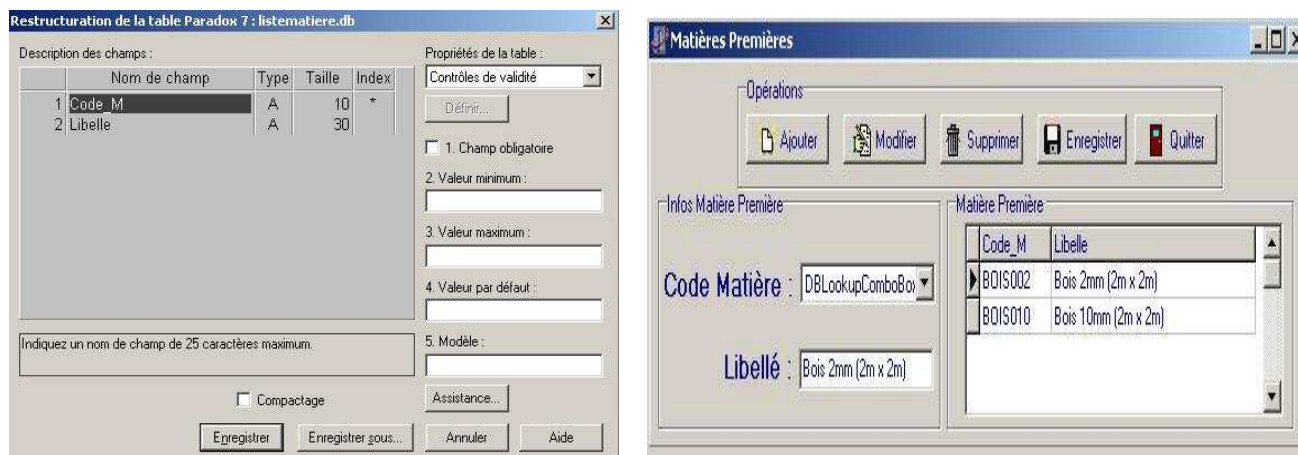 Restructuration de la table Paradox 7 : listematiere.db
Description des champs :
Nom de champ Type Taille Index
1 Code_M A 10 *
2 Libelle A 30
Indiquez un nom de champ de 25 caractères maximum.
Compactage
Enregistrer Enregistrer sous...
Propriétés de la table :
Contrôles de validité
Définir...
1. Champ obligatoire
2. Valeur minimum :
3. Valeur maximum :
4. Valeur par défaut :
5. Modèle :
Assistance...
Annuler Aide
Matières Premières
Opérations
Ajouter Modifier Supprimer Enregistrer Quitter
Infos Matière Première
Code Matière : DBLookupComboBo
Libellé : Bois 2mm (2m x 2m)
Matière Première
Code_M Libelle
BOIS002 Bois 2mm (2m x 2m)
BOIS010 Bois 10mm (2m x 2m)